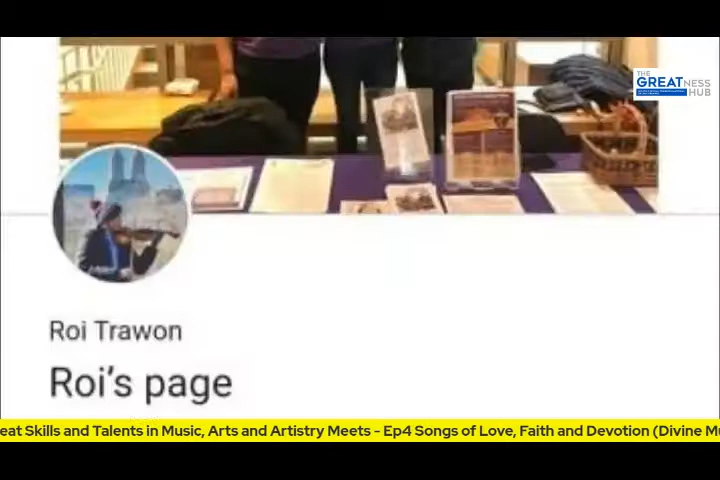 THE
GREATNESS
HUB
Roi Trawon
Roi's page
eat Skills and Talents in Music, Arts and Artistry Meets - Ep4 Songs of Love, Faith and Devotion (Divine Mu